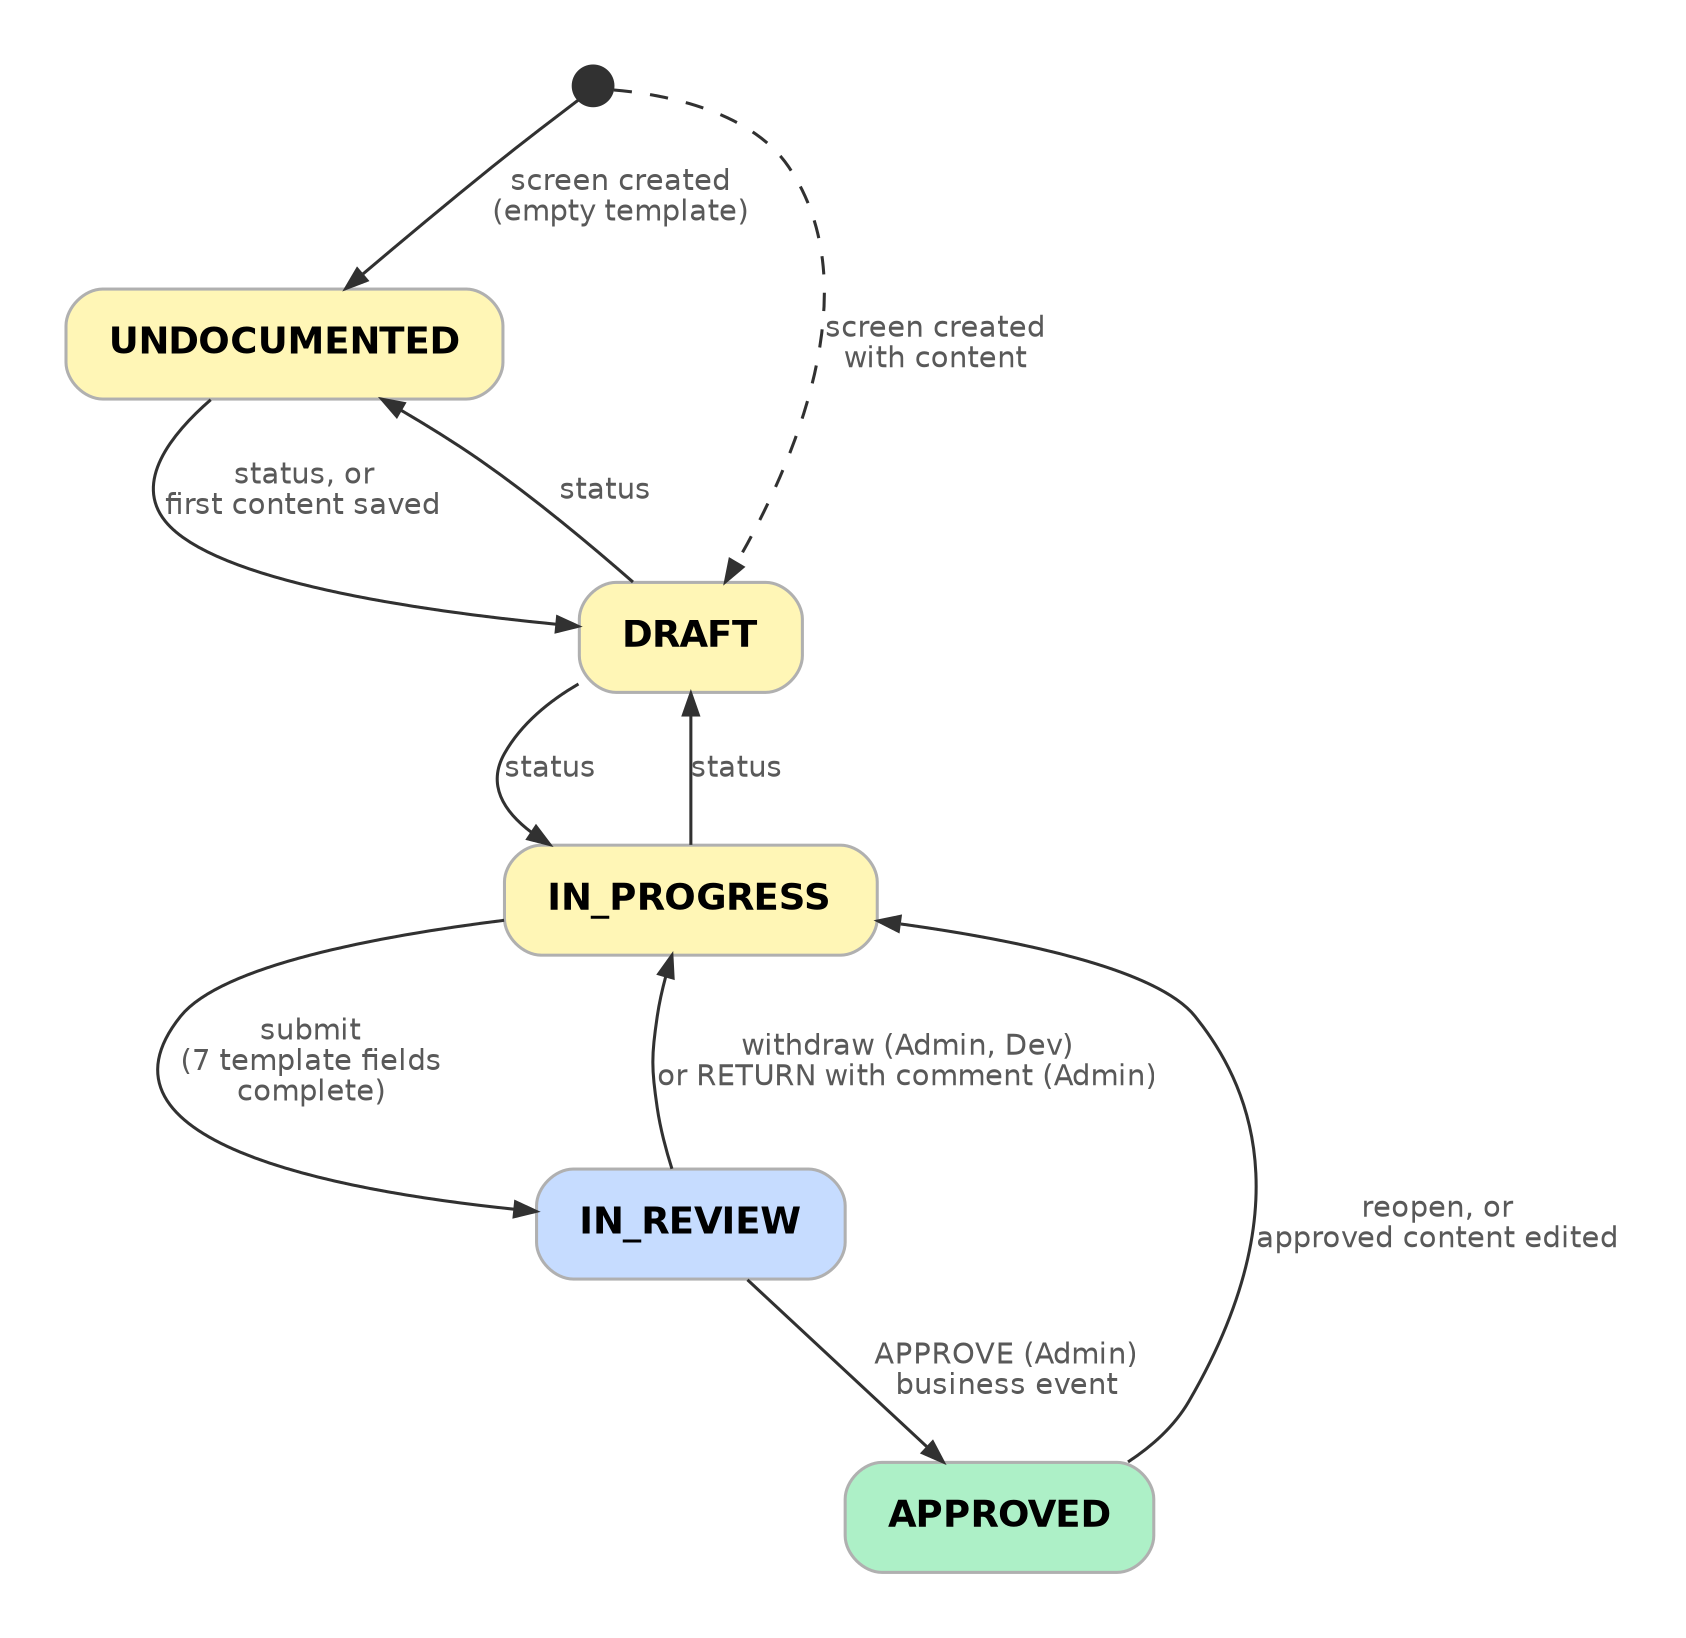 screen created
(empty template)
screen created
with content
UNDOCUMENTED
status, or
first content saved
status
DRAFT
status
status
IN_PROGRESS
submit
(7 template fields
complete)
withdraw (Admin, Dev)
or RETURN with comment (Admin)
IN_REVIEW
reopen, or
approved content edited
APPROVE (Admin)
business event
APPROVED